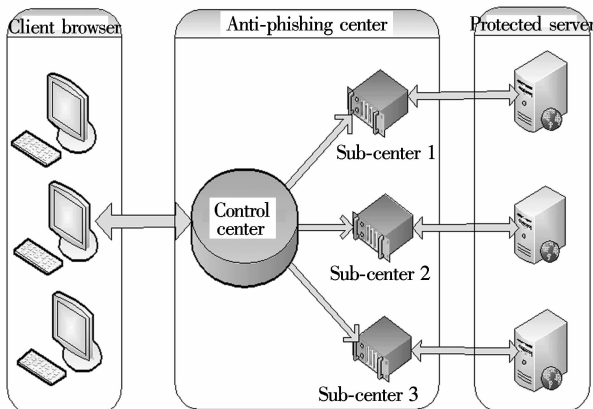 Client browser
Anti-phishing center
Protected server
Sub-center 1
Control
center
Sub-center 2
Sub-center 3